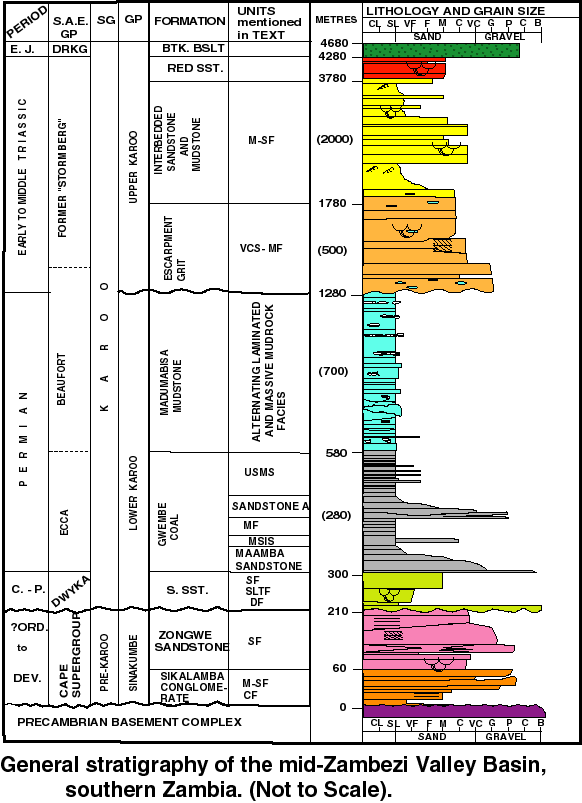 PERIOD
S.A.E.
GP
SG
GP
FORMATION
UNITS
mentioned
in TEXT
METRES
LITHOLOGY AND GRAIN SIZE
CL SL VF F M C VC G P C B
SAND GRAVEL
E. J.
DRKG
BTK. BSLT
4680
4280
RED SST.
3780
EARLY TO MIDDLE TRIASSIC
FORMER "STORMBERG"
UPPER KAROO
INTERBEDDED
SANDSTONE
AND
MUDSTONE
M-SF
(2000)
1780
ESCARPMENT
GRIT
VCS- MF
(500)
1280
KAROO
PERMIAN
BEAUFORT
LOWER KAROO
MADUMABISA
MUDSTONE
ALTERNATING LAMINATED
AND MASSIVE MUDROCK
FACIES
(700)
580
ECCA
GWEMBE
COAL
USMS
SANDSTONE A
MF
MSIS
MAAMBA
SANDSTONE
(280)
300
C. - P.
DWYKA
S. SST.
SF
SLTF
DF
210
?ORD.
to
DEV.
CAPE
SUPERGROUP
PRE-KAROO
SINAKUMBE
ZONGWE
SANDSTONE
SF
60
SIKALAMBA
CONGLOME-
RATE
M-SF
CF
0
PRECAMBRIAN BASEMENT COMPLEX
CL SL VF F M C VC G P C B
SAND GRAVEL
General stratigraphy of the mid-Zambezi Valley Basin,
southern Zambia. (Not to Scale).